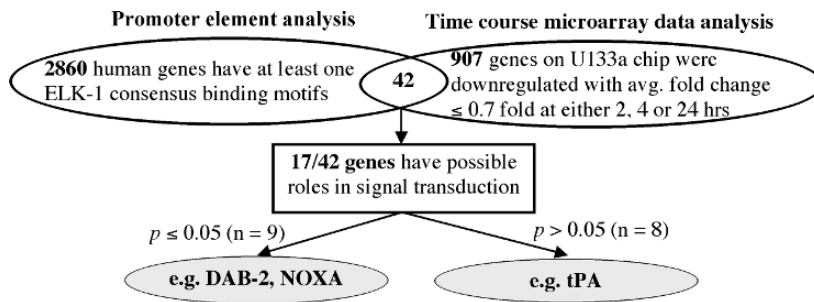 Promoter element analysis
Time course microarray data analysis
2860 human genes have at least one
ELK-1 consensus binding motifs
42
907 genes on U133a chip were
downregulated with avg. fold change
≤ 0.7 fold at either 2, 4 or 24 hrs
17/42 genes have possible
roles in signal transduction
p ≤ 0.05 (n = 9)
p > 0.05 (n = 8)
e.g. DAB-2, NOXA
e.g. tPA